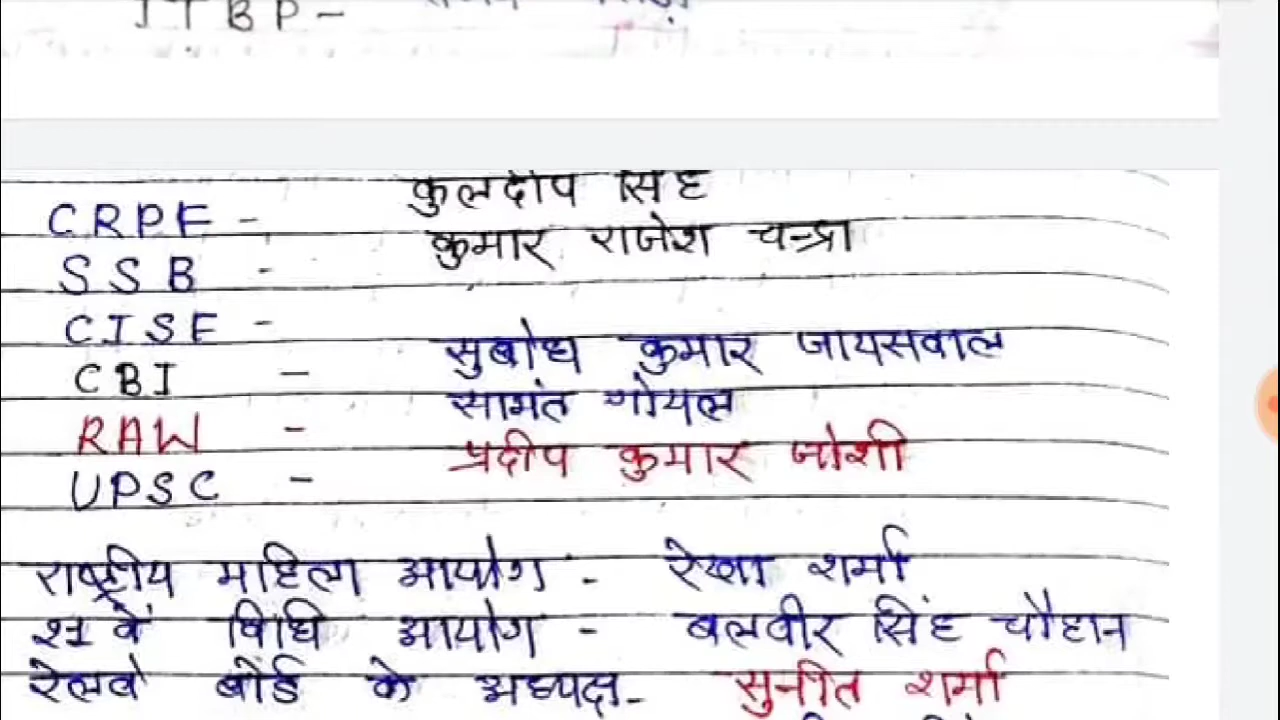 ITBP -
CRPF - कुलदीप सिंह
SSB - कुमार राजेश चन्द्रा
CISF -
CBI - सुबोध कुमार जायसवाल
RAW - सामंत गोयल
UPSC - प्रदीप कुमार जोशी
राष्ट्रीय महिला आयोग - रेखा शर्मा
21 वें विधि आयोग - बलबीर सिंह चौहान
रेलवे बोर्ड के अध्यक्ष - सुनीत शर्मा